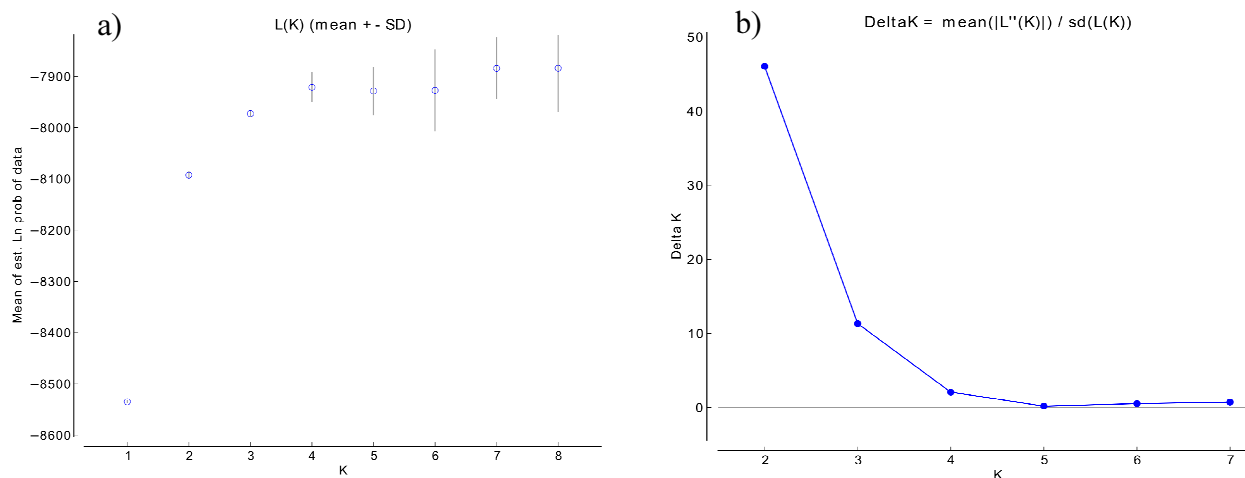 a)
L(K) (mean +- SD)
Mean of est. Ln prob of data
−7900
−8000
−8100
−8200
−8300
−8400
−8500
−8600
1 2 3 4 5 6 7 8
K
b)
DeltaK = mean(|L''(K)|) / sd(L(K))
Delta K
50
40
30
20
10
0
2 3 4 5 6 7
K